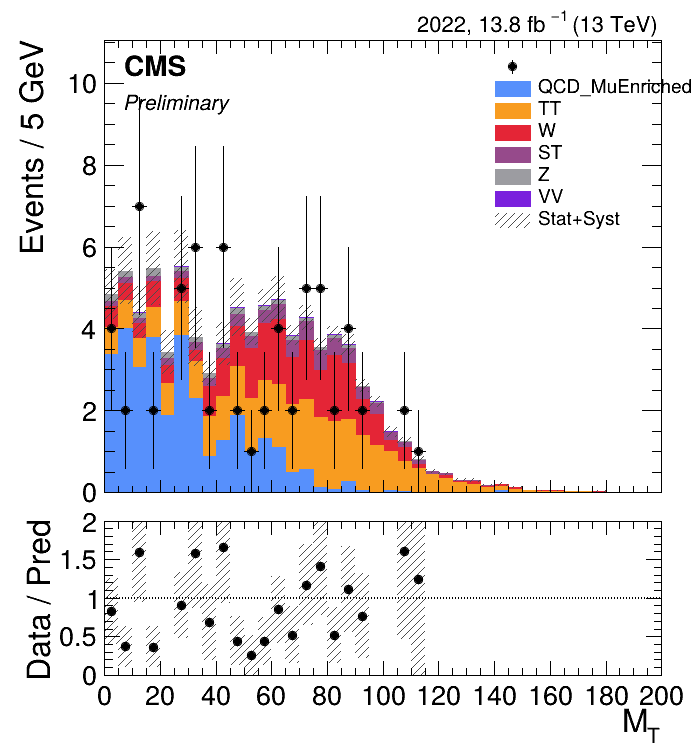 2022, 13.8 fb⁻¹ (13 TeV)
CMS
Preliminary
QCD_MuEnriched
TT
W
ST
Z
VV
Stat+Syst
Events / 5 GeV
10
8
6
4
2
0
Data / Pred
2
1.5
1
0.5
0
0 20 40 60 80 100 120 140 160 180 200
M_T